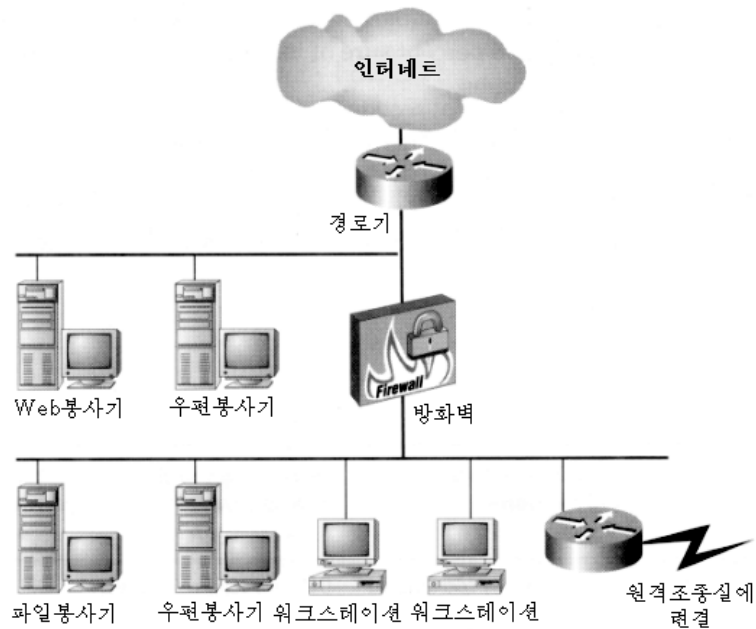 인터네트
경로기
Firewall
Web봉사기
우편봉사기
방화벽
파일봉사기
우편봉사기
워크스테이션
워크스테이션
원격조종실에
련결